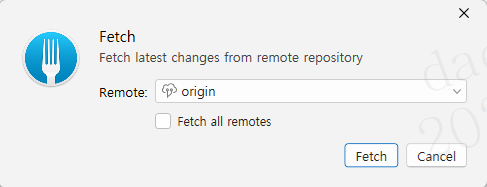 Fetch
Fetch latest changes from remote repository
Remote: origin
Fetch all remotes
Fetch Cancel